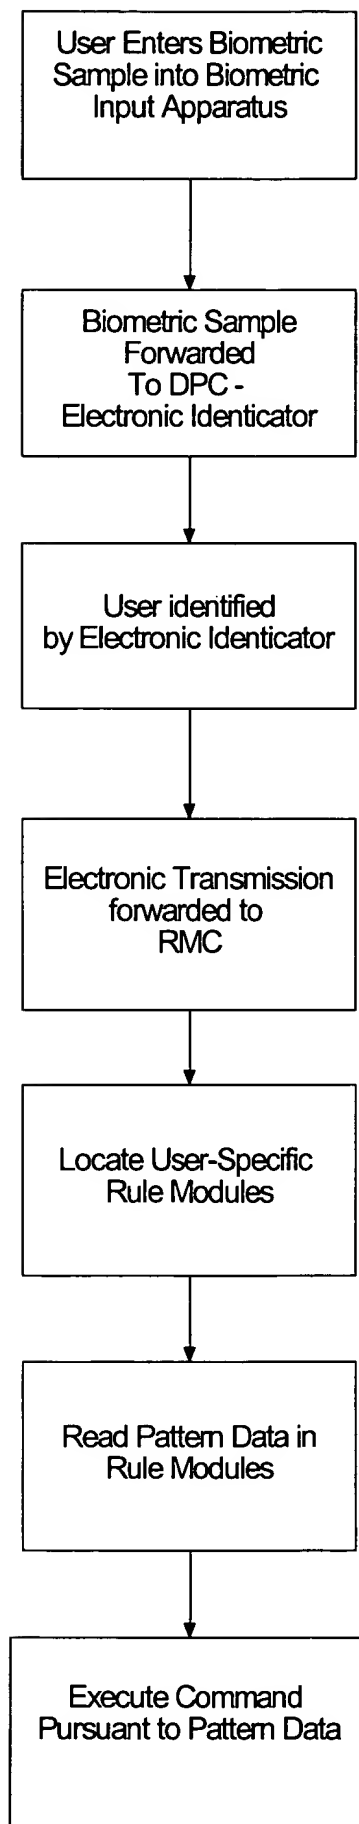 User Enters Biometric
Sample into Biometric
Input Apparatus
Biometric Sample
Forwarded
To DPC -
Electronic Identicator
User identified
by Electronic Identicator
Electronic Transmission
forwarded to
RMC
Locate User-Specific
Rule Modules
Read Pattern Data in
Rule Modules
Execute Command
Pursuant to Pattern Data